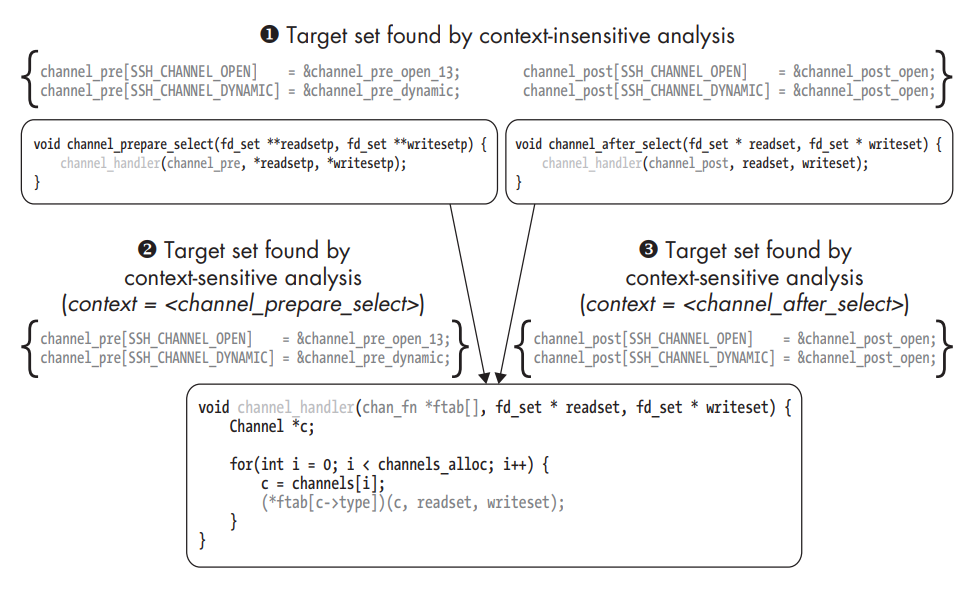 ❶ Target set found by context-insensitive analysis
{ channel_pre[SSH_CHANNEL_OPEN]    = &channel_pre_open_13;    channel_post[SSH_CHANNEL_OPEN]    = &channel_post_open; }
channel_pre[SSH_CHANNEL_DYNAMIC] = &channel_pre_dynamic;    channel_post[SSH_CHANNEL_DYNAMIC] = &channel_post_open;
void channel_prepare_select(fd_set **readsetp, fd_set **writesetp) {
channel_handler(channel_pre, *readsetp, *writesetp);
}
void channel_after_select(fd_set * readset, fd_set * writeset) {
channel_handler(channel_post, readset, writeset);
}
❷ Target set found by
context-sensitive analysis
(context = <channel_prepare_select>)
{ channel_pre[SSH_CHANNEL_OPEN]    = &channel_pre_open_13; }
channel_pre[SSH_CHANNEL_DYNAMIC] = &channel_pre_dynamic;
❸ Target set found by
context-sensitive analysis
(context = <channel_after_select>)
{ channel_post[SSH_CHANNEL_OPEN]    = &channel_post_open; }
channel_post[SSH_CHANNEL_DYNAMIC] = &channel_post_open;
void channel_handler(chan_fn *ftab[], fd_set * readset, fd_set * writeset) {
Channel *c;
for(int i = 0; i < channels_alloc; i++) {
c = channels[i];
(*ftab[c->type])(c, readset, writeset);
}
}